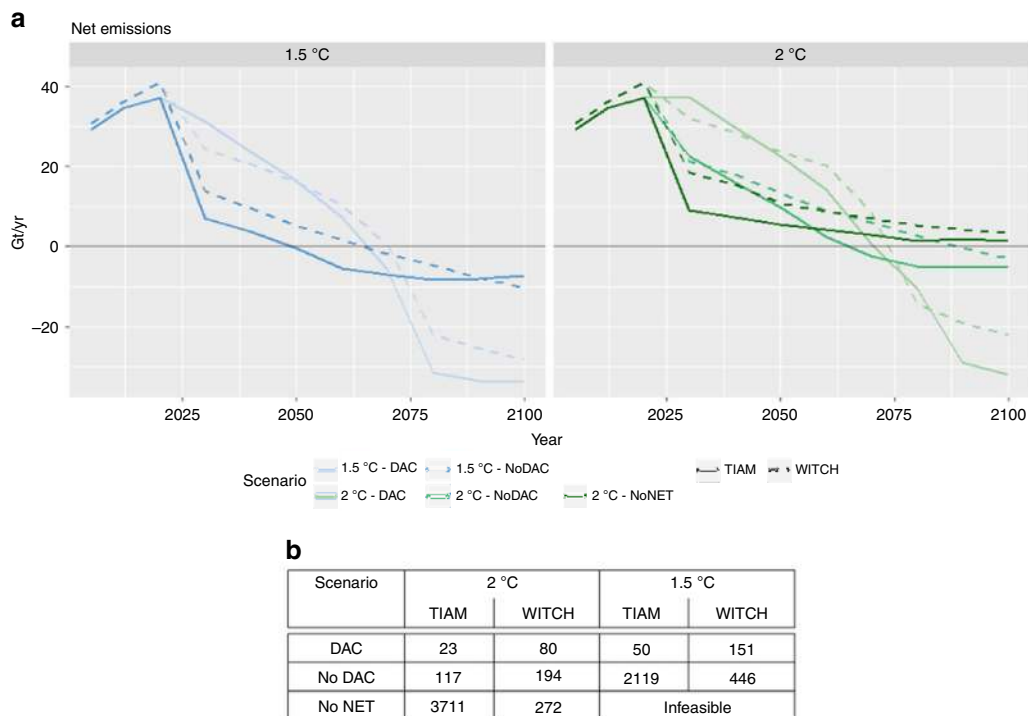 a
Net emissions
1.5 °C
2 °C
40
20
0
−20
Gt/yr
2025 2050 2075 2100
2025 2050 2075 2100
Year
Scenario
1.5 °C - DAC 1.5 °C - NoDAC
2 °C - DAC 2 °C - NoDAC 2 °C - NoNET
TIAM WITCH
b
Scenario 2 °C 1.5 °C
TIAM WITCH TIAM WITCH
DAC 23 80 50 151
No DAC 117 194 2119 446
No NET 3711 272 Infeasible